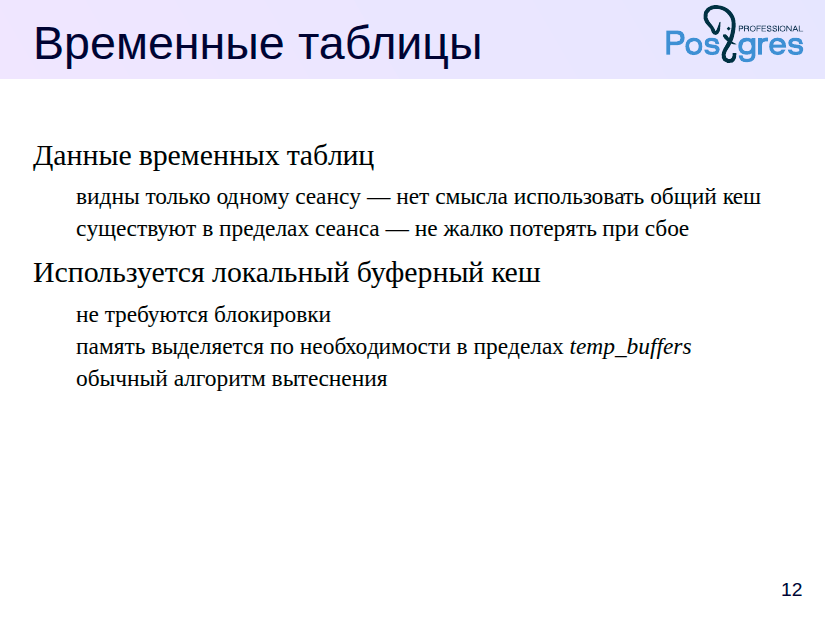 Временные таблицы
PROFESSIONAL
Postgres
Данные временных таблиц
видны только одному сеансу — нет смысла использовать общий кеш
существуют в пределах сеанса — не жалко потерять при сбое
Используется локальный буферный кеш
не требуются блокировки
память выделяется по необходимости в пределах temp_buffers
обычный алгоритм вытеснения
12